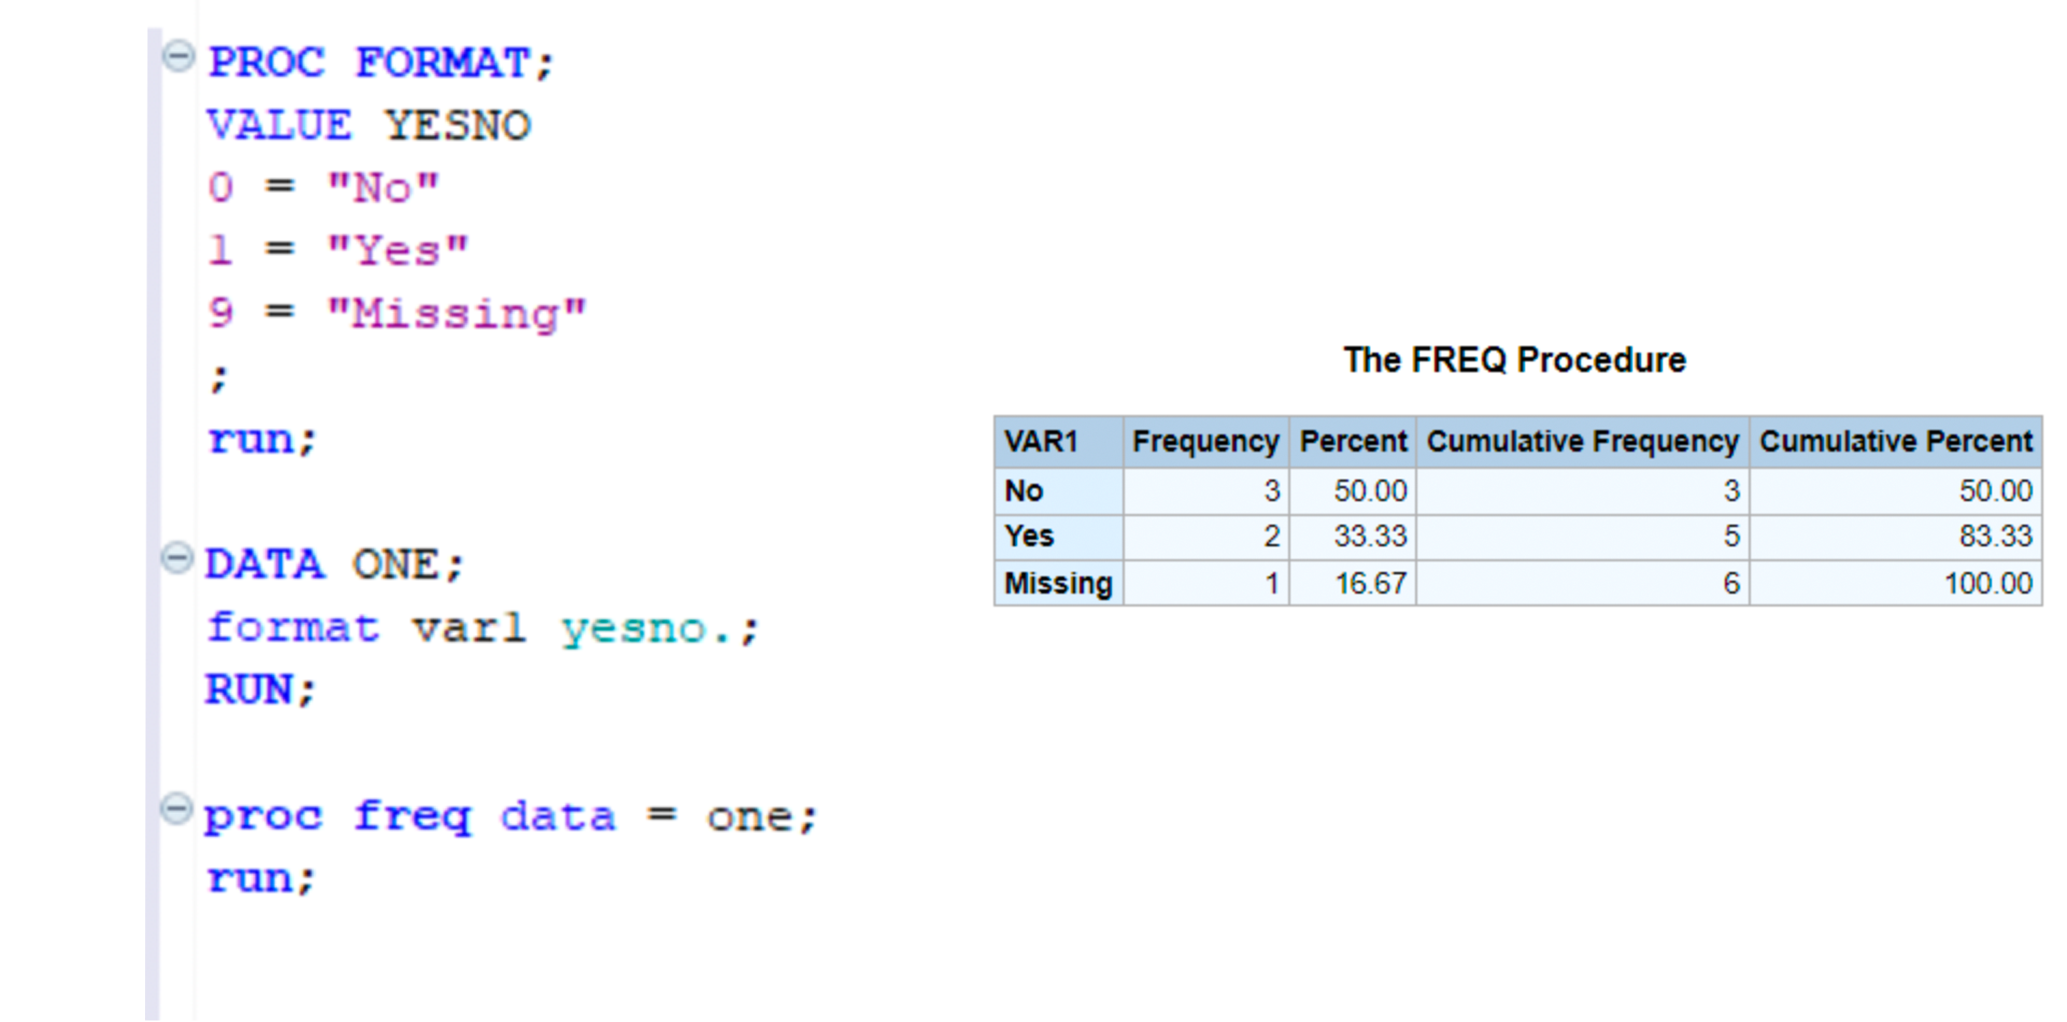 PROC FORMAT;
VALUE YESNO
0 = "No"
1 = "Yes"
9 = "Missing"
;
run;
DATA ONE;
format var1 yesno.;
RUN;
proc freq data = one;
run;
The FREQ Procedure
VAR1 Frequency Percent Cumulative Frequency Cumulative Percent
No 3 50.00 3 50.00
Yes 2 33.33 5 83.33
Missing 1 16.67 6 100.00